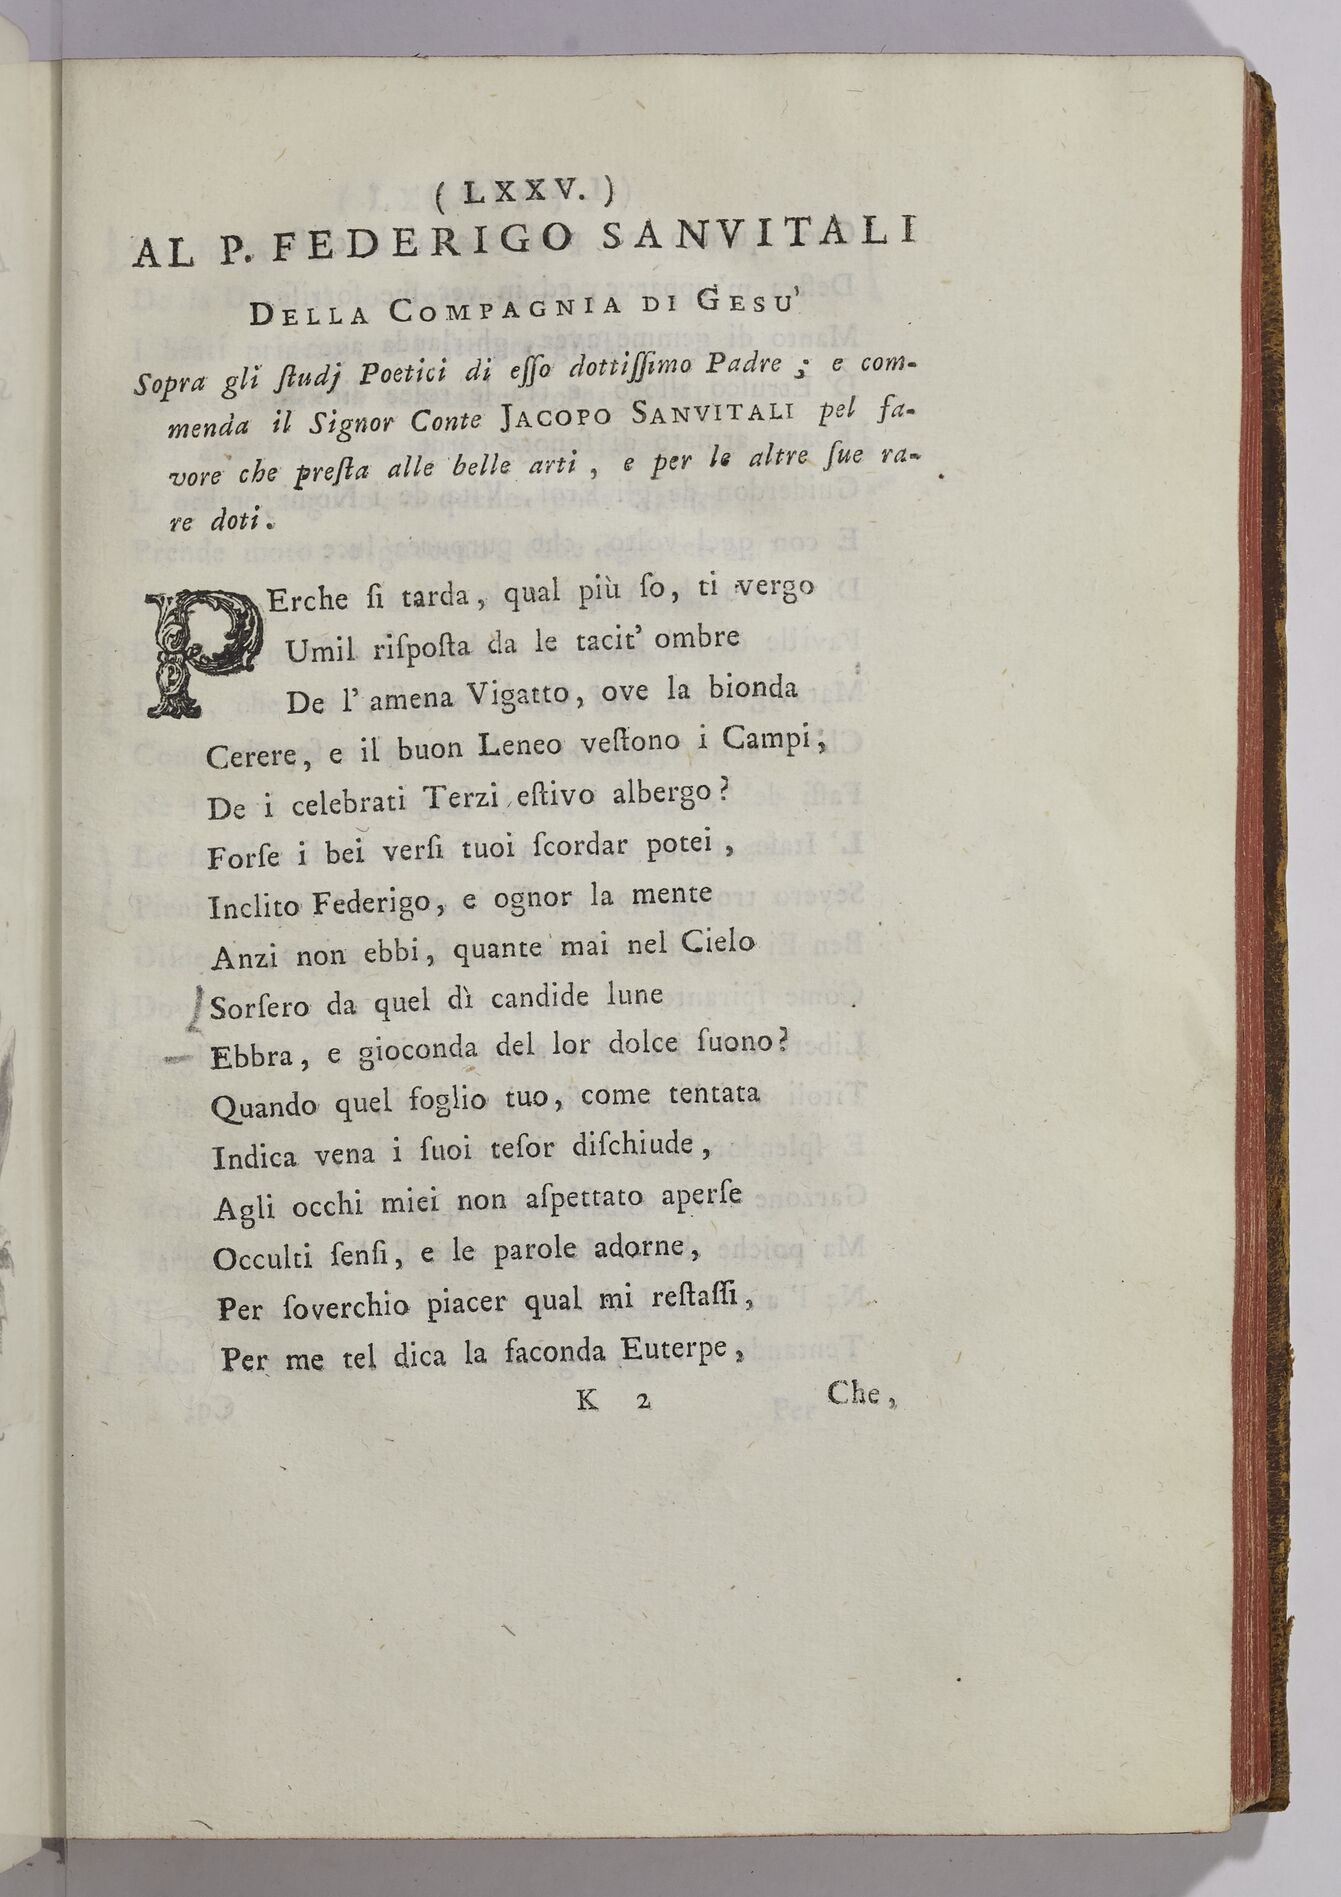 ( LXXV. )
AL P. FEDERIGO SANVITALI
DELLA COMPAGNIA DI GESU'
Sopra gli ſtudj Poetici di eſſo dottiſſimo Padre ; e com-
menda il Signor Conte JACOPO SANVITALI pel fa-
vore che preſta alle belle arti , e per le altre ſue ra-
re doti .
PErche ſi tarda , qual più ſo , ti vergo
Umil riſpoſta da le tacit' ombre
De l' amena Vigatto , ove la bionda
Cerere , e il buon Leneo veſtono i Campi ,
De i celebrati Terzi eſtivo albergo ?
Forſe i bei verſi tuoi ſcordar potei ,
Inclito Federigo , e ognor la mente
Anzi non ebbi , quante mai nel Cielo
Sorſero da quel dì candide lune
Ebbra , e gioconda del lor dolce ſuono ?
Quando quel foglio tuo , come tentata
Indica vena i ſuoi teſor diſchiude ,
Agli occhi miei non aſpettato aperſe
Occulti ſenſi , e le parole adorne ,
Per ſoverchio piacer qual mi reſtaſſi ,
Per me tel dica la faconda Euterpe ,
K 2 Che ,